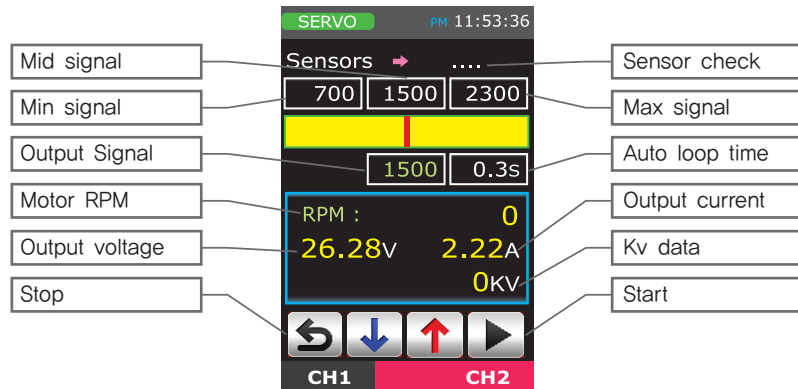 SERVO PM 11:53:36
Mid signal
Sensors ....
Sensor check
Min signal
700 1500 2300
Max signal
Output Signal
1500 0.3s
Auto loop time
Motor RPM
RPM : 0
Output current
Output voltage
26.28V 2.22A
Kv data
0KV
Stop
Start
CH1 CH2